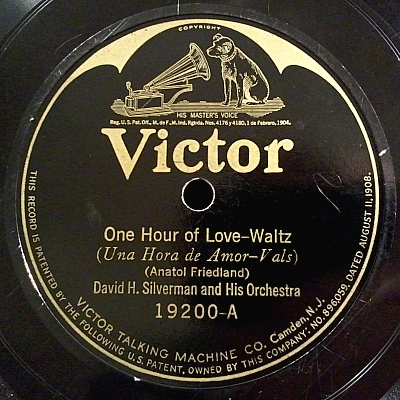 COPYRIGHT
HIS MASTER'S VOICE
Reg. U.S. Pat. Off., M. de F., M. Ind. Rgtrda. Nos. 4176 y 4180, 1 de Febrero, 1904.
Victor
One Hour of Love–Waltz
(Una Hora de Amor–Vals)
(Anatol Friedland)
David H. Silverman and His Orchestra
19200-A
VICTOR TALKING MACHINE CO. Camden, N.J.
THIS RECORD IS PATENTED BY THE FOLLOWING U.S. PATENT, OWNED BY THIS COMPANY: NO. 896,059, DATED AUGUST 11, 1908.